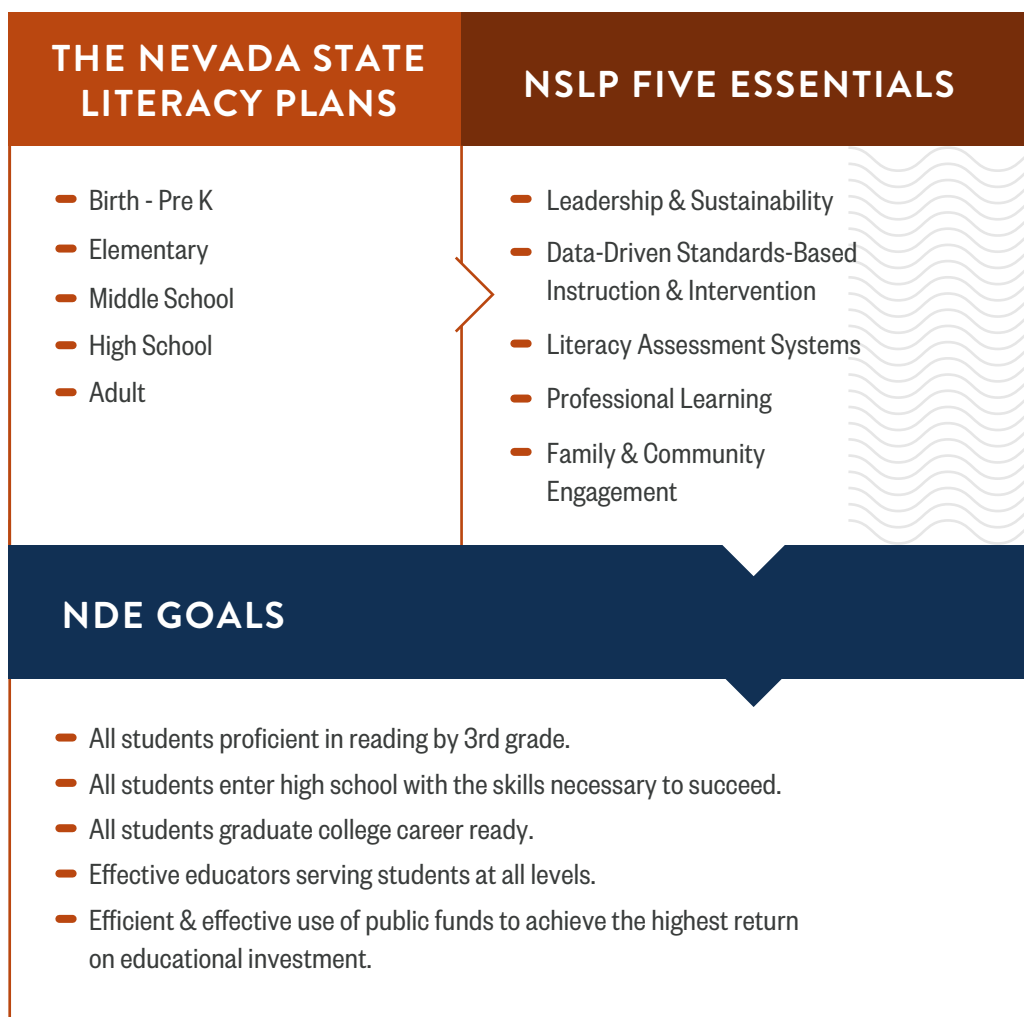 THE NEVADA STATE
LITERACY PLANS
Birth - Pre K
Elementary
Middle School
High School
Adult
NSLP FIVE ESSENTIALS
Leadership & Sustainability
Data-Driven Standards-Based
Instruction & Intervention
Literacy Assessment Systems
Professional Learning
Family & Community
Engagement
NDE GOALS
All students proficient in reading by 3rd grade.
All students enter high school with the skills necessary to succeed.
All students graduate college career ready.
Effective educators serving students at all levels.
Efficient & effective use of public funds to achieve the highest return
on educational investment.